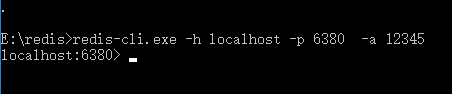 .
E:\redis>redis-cli.exe -h localhost -p 6380  -a 12345
localhost:6380>